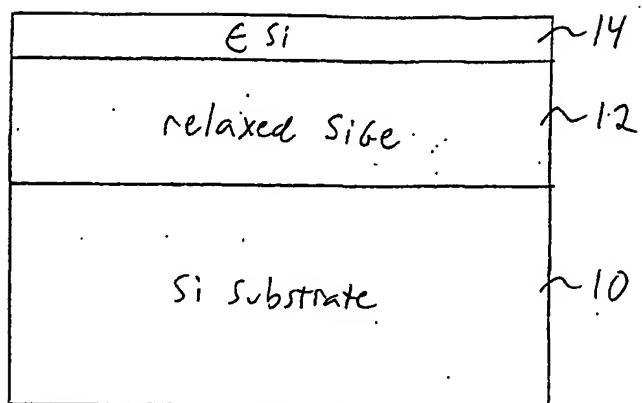 ε Si ~14
relaxed SiGe ~12
Si Substrate ~10